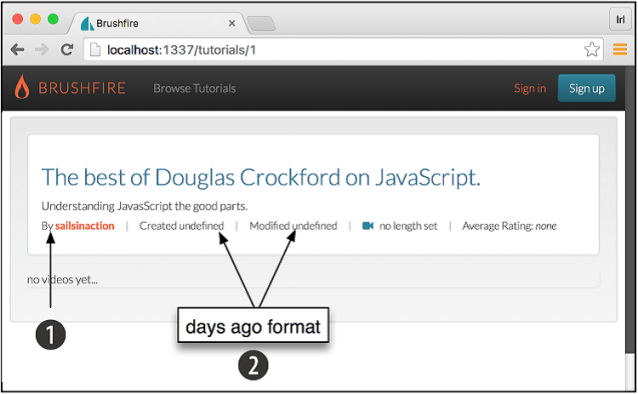 Brushfire
Irl
localhost:1337/tutorials/1
BRUSHFIRE Browse Tutorials Sign in Sign up
The best of Douglas Crockford on JavaScript.
Understanding JavasScript the good parts.
By sailsinaction | Created undefined | Modified undefined | no length set | Average Rating: none
no videos yet...
days ago format
1
2